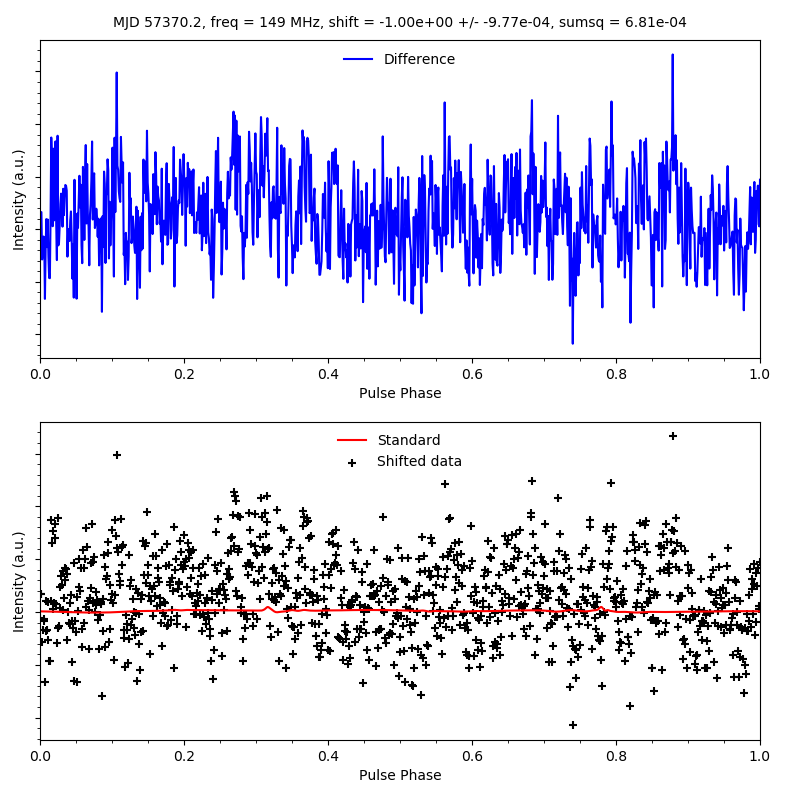 MJD 57370.2, freq = 149 MHz, shift = -1.00e+00 +/- -9.77e-04, sumsq = 6.81e-04
Difference
Intensity (a.u.)
0.0 0.2 0.4 0.6 0.8 1.0
Pulse Phase
Standard
Shifted data
Intensity (a.u.)
0.0 0.2 0.4 0.6 0.8 1.0
Pulse Phase